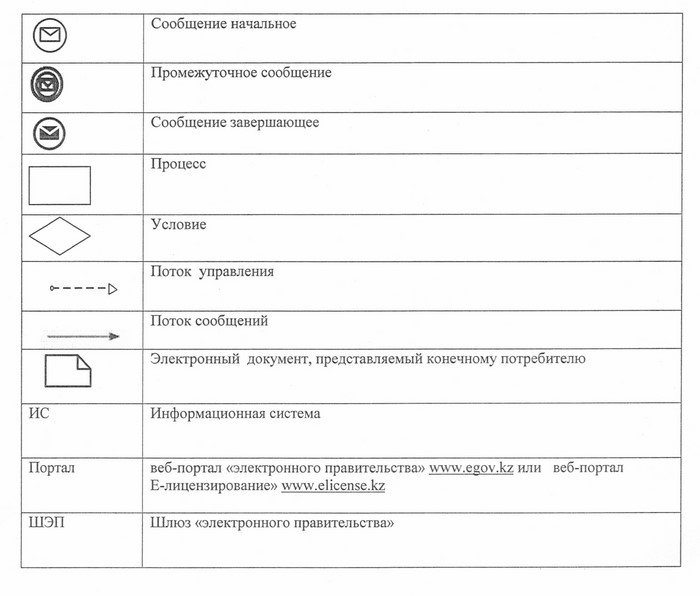 Сообщение начальное
Промежуточное сообщение
Сообщение завершающее
Процесс
Условие
Поток управления
Поток сообщений
Электронный документ, представляемый конечному потребителю
ИС Информационная система
Портал веб-портал «электронного правительства» www.egov.kz или веб-портал
Е-лицензирование» www.elicense.kz
ШЭП Шлюз «электронного правительства»